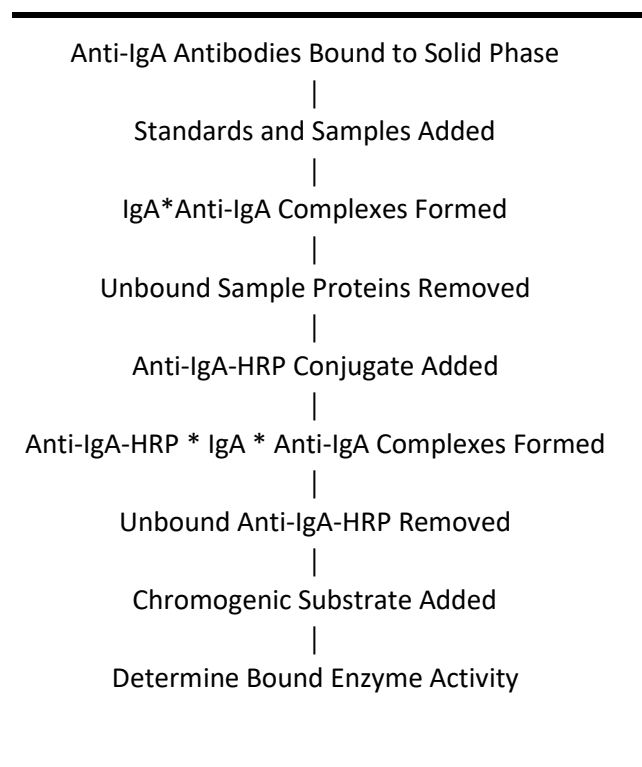 Anti-IgA Antibodies Bound to Solid Phase
|
Standards and Samples Added
|
IgA*Anti-IgA Complexes Formed
|
Unbound Sample Proteins Removed
|
Anti-IgA-HRP Conjugate Added
|
Anti-IgA-HRP * IgA * Anti-IgA Complexes Formed
|
Unbound Anti-IgA-HRP Removed
|
Chromogenic Substrate Added
|
Determine Bound Enzyme Activity